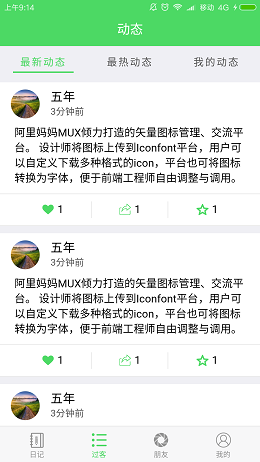 上午9:14 移动 4G
动态
最新动态 最热动态 我的动态
五年
3分钟前
阿里妈妈MUX倾力打造的矢量图标管理、交流平
台。 设计师将图标上传到Iconfont平台，用户可
以自定义下载多种格式的icon，平台也可将图标
转换为字体，便于前端工程师自由调整与调用。
1 1 1
五年
3分钟前
阿里妈妈MUX倾力打造的矢量图标管理、交流平
台。 设计师将图标上传到Iconfont平台，用户可
以自定义下载多种格式的icon，平台也可将图标
转换为字体，便于前端工程师自由调整与调用。
1 1 1
五年
3分钟前
日记 过客 朋友 我的